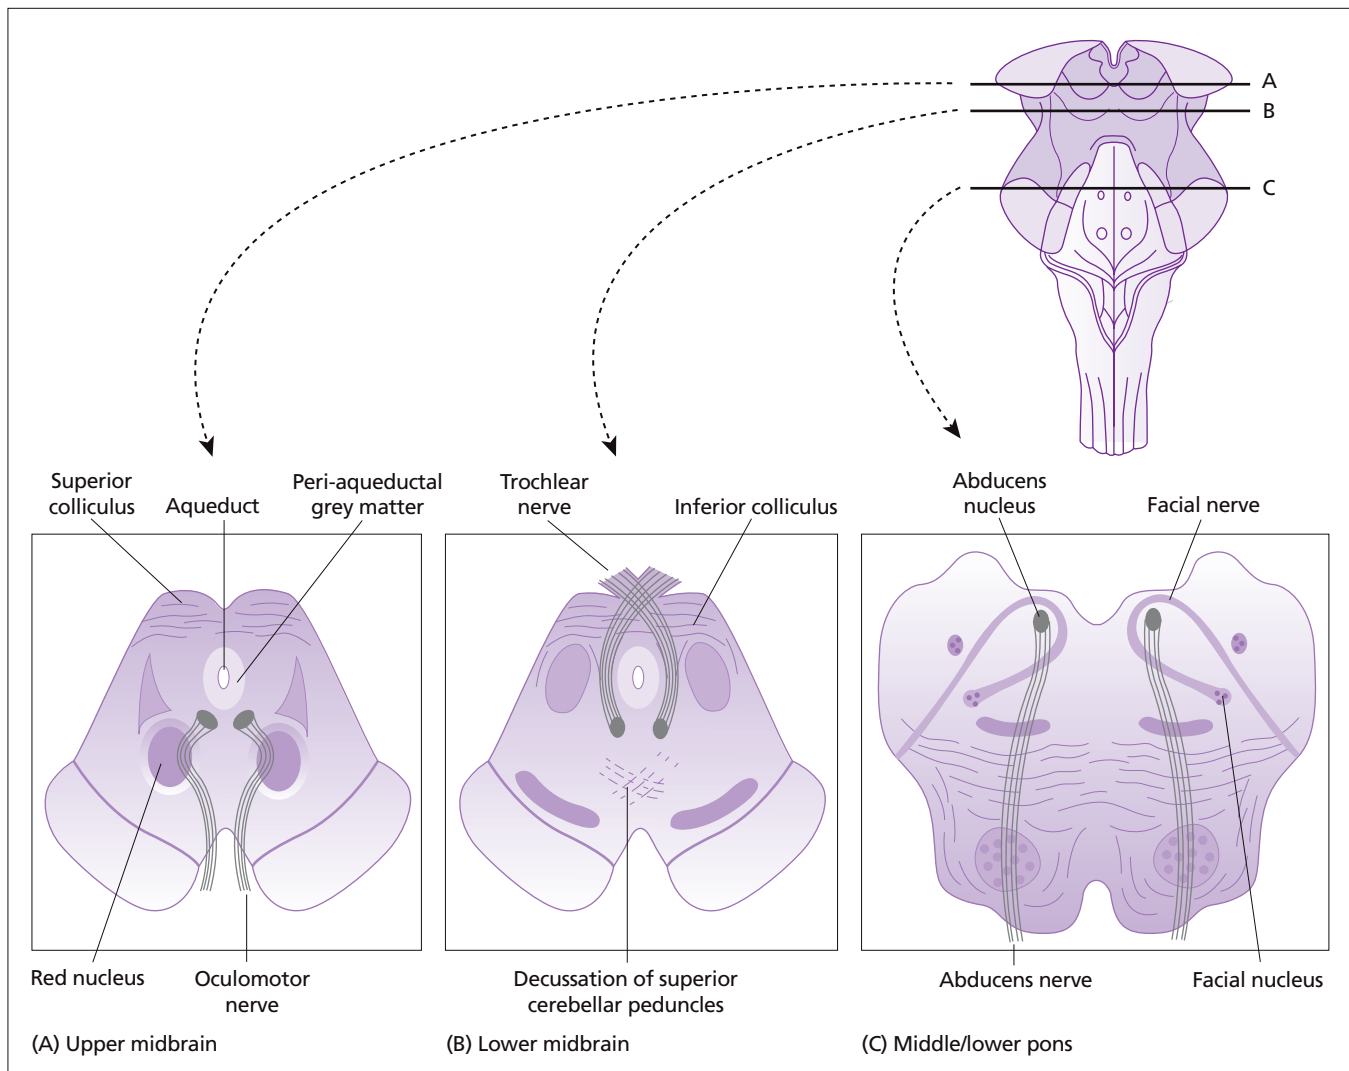 A
B
C
Superior
colliculus
Aqueduct
Peri-aqueductal
grey matter
Trochlear
nerve
Inferior colliculus
Abducens
nucleus
Facial nerve
Red nucleus
Oculomotor
nerve
Decussation of superior
cerebellar peduncles
Abducens nerve
Facial nucleus
(A) Upper midbrain
(B) Lower midbrain
(C) Middle/lower pons